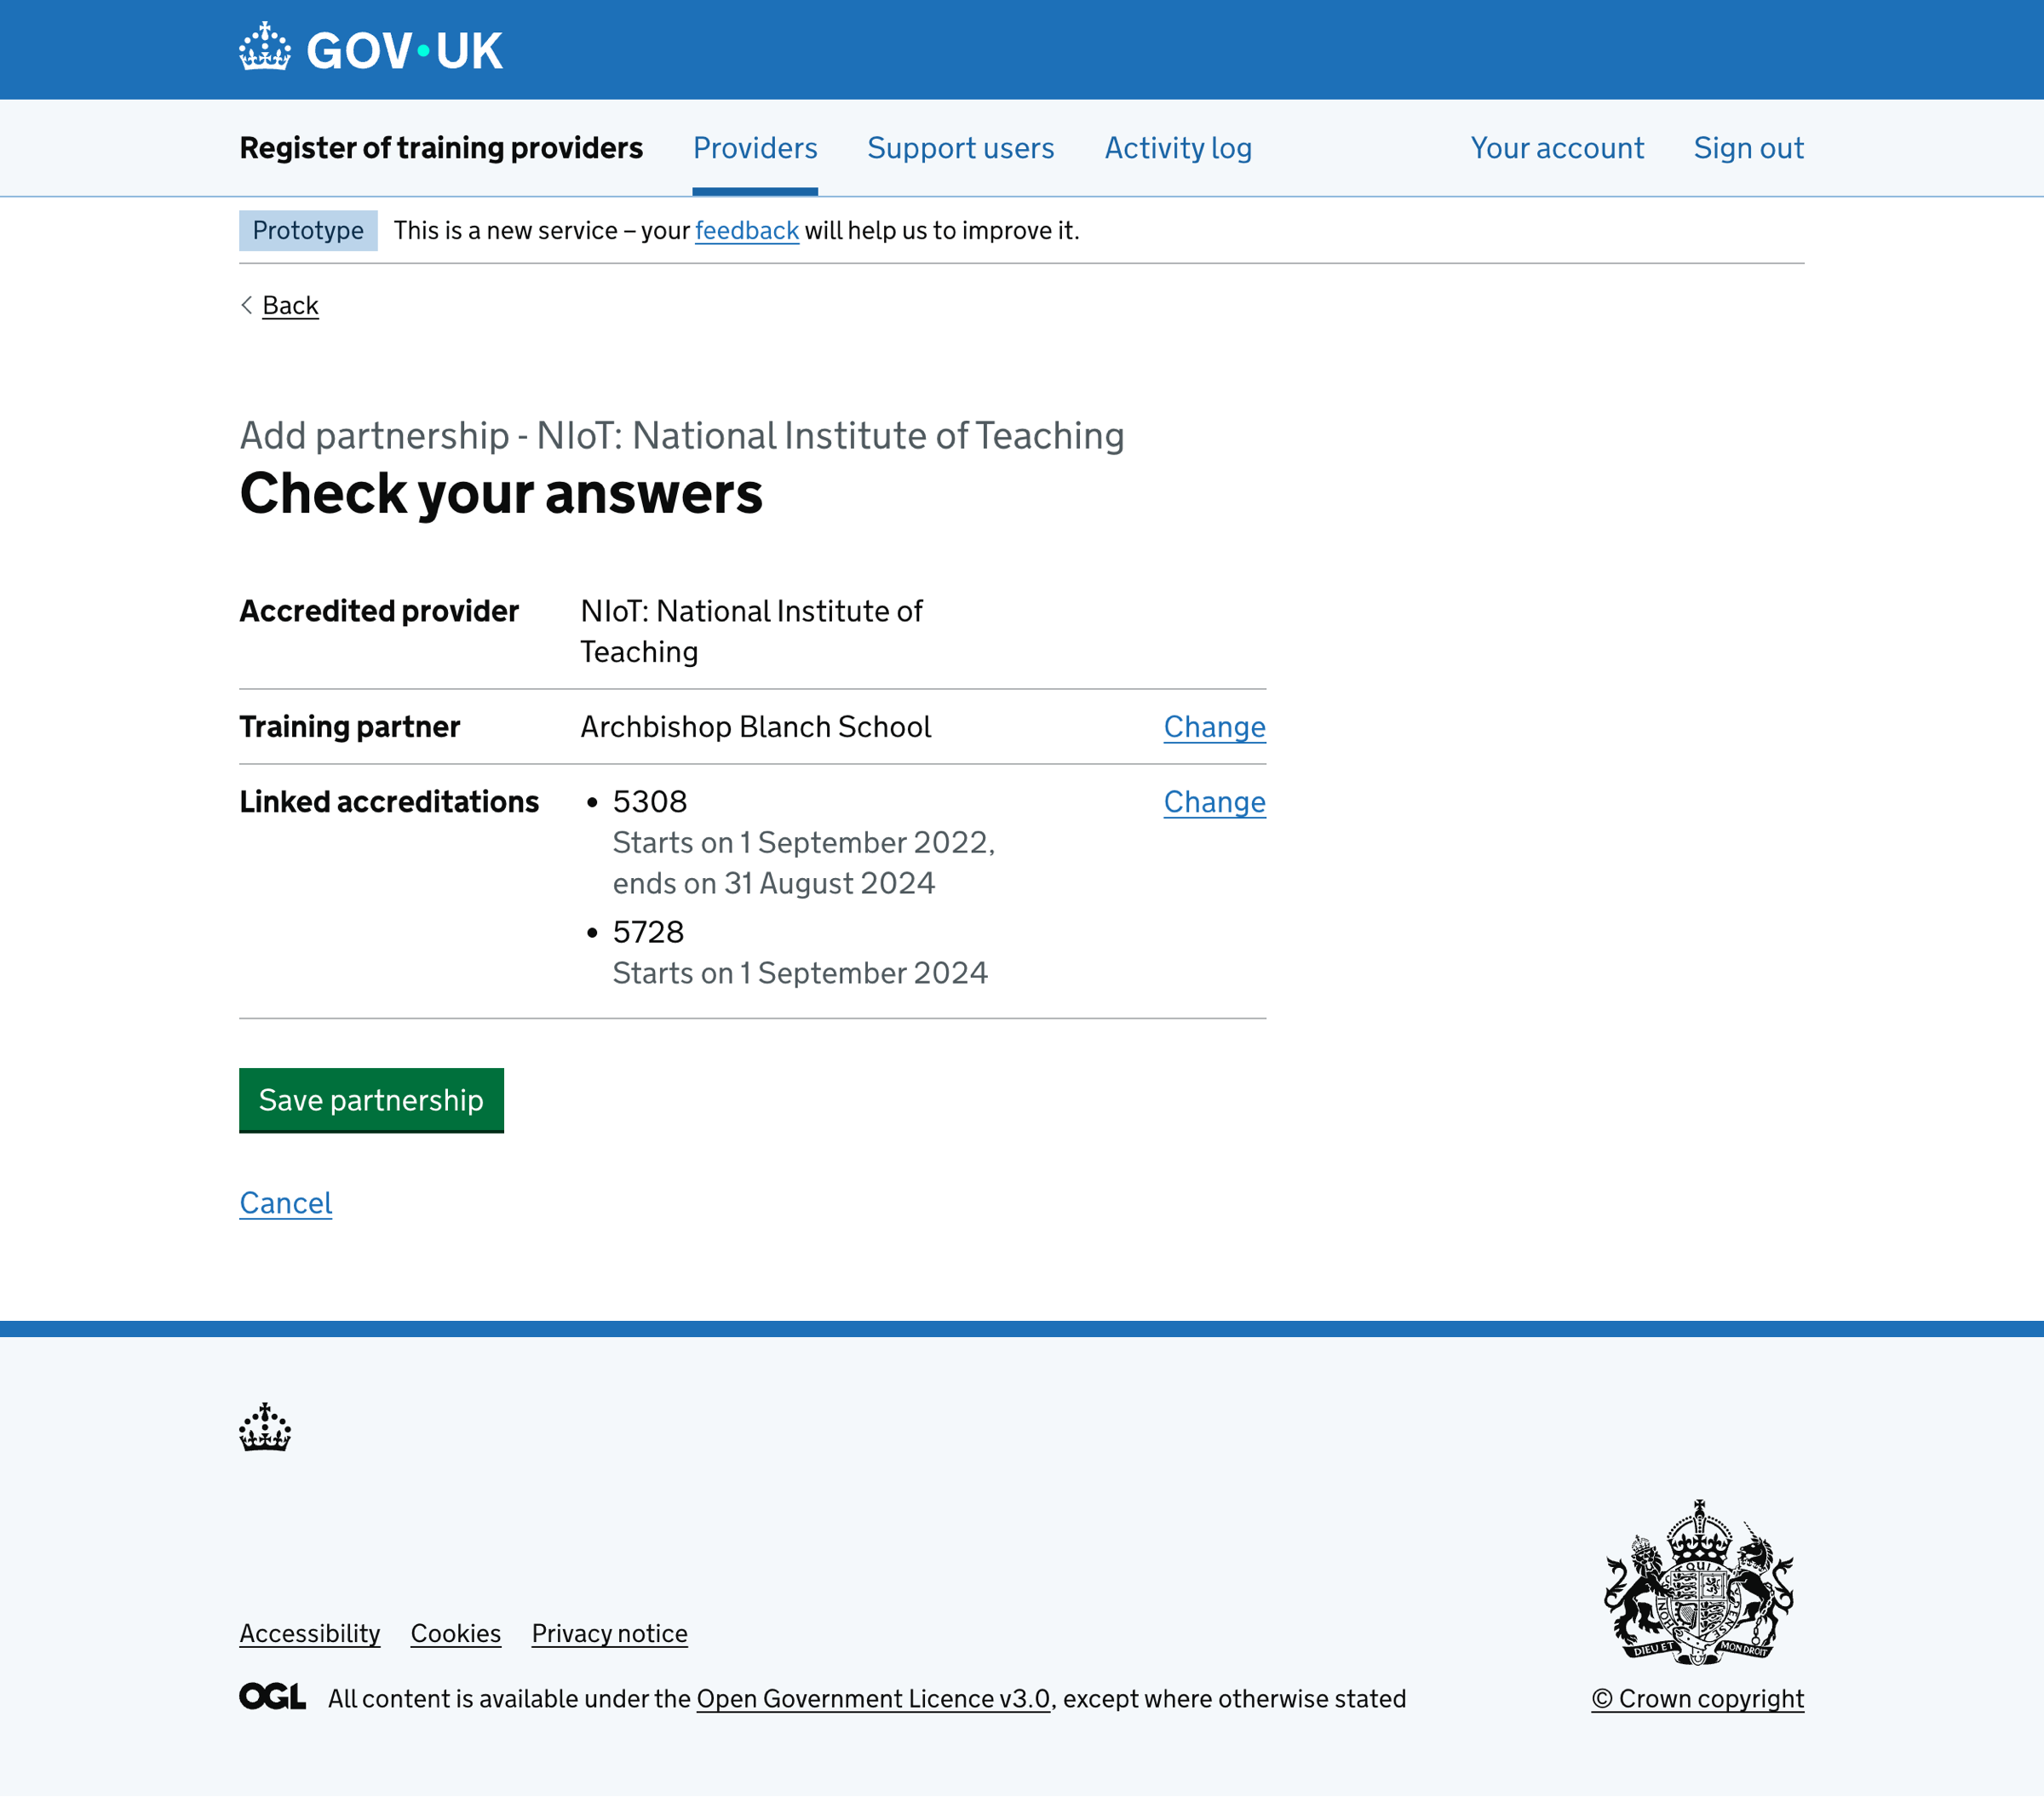 GOV·UK
Register of training providers Providers Support users Activity log Your account Sign out
Prototype This is a new service – your feedback will help us to improve it.
Back
Add partnership - NIoT: National Institute of Teaching
Check your answers
Accredited provider NIoT: National Institute of
Teaching
Training partner Archbishop Blanch School Change
Linked accreditations • 5308 Change
Starts on 1 September 2022,
ends on 31 August 2024
• 5728
Starts on 1 September 2024
Save partnership
Cancel
DIEU ET MON DROIT
Accessibility Cookies Privacy notice
OGL All content is available under the Open Government Licence v3.0, except where otherwise stated © Crown copyright